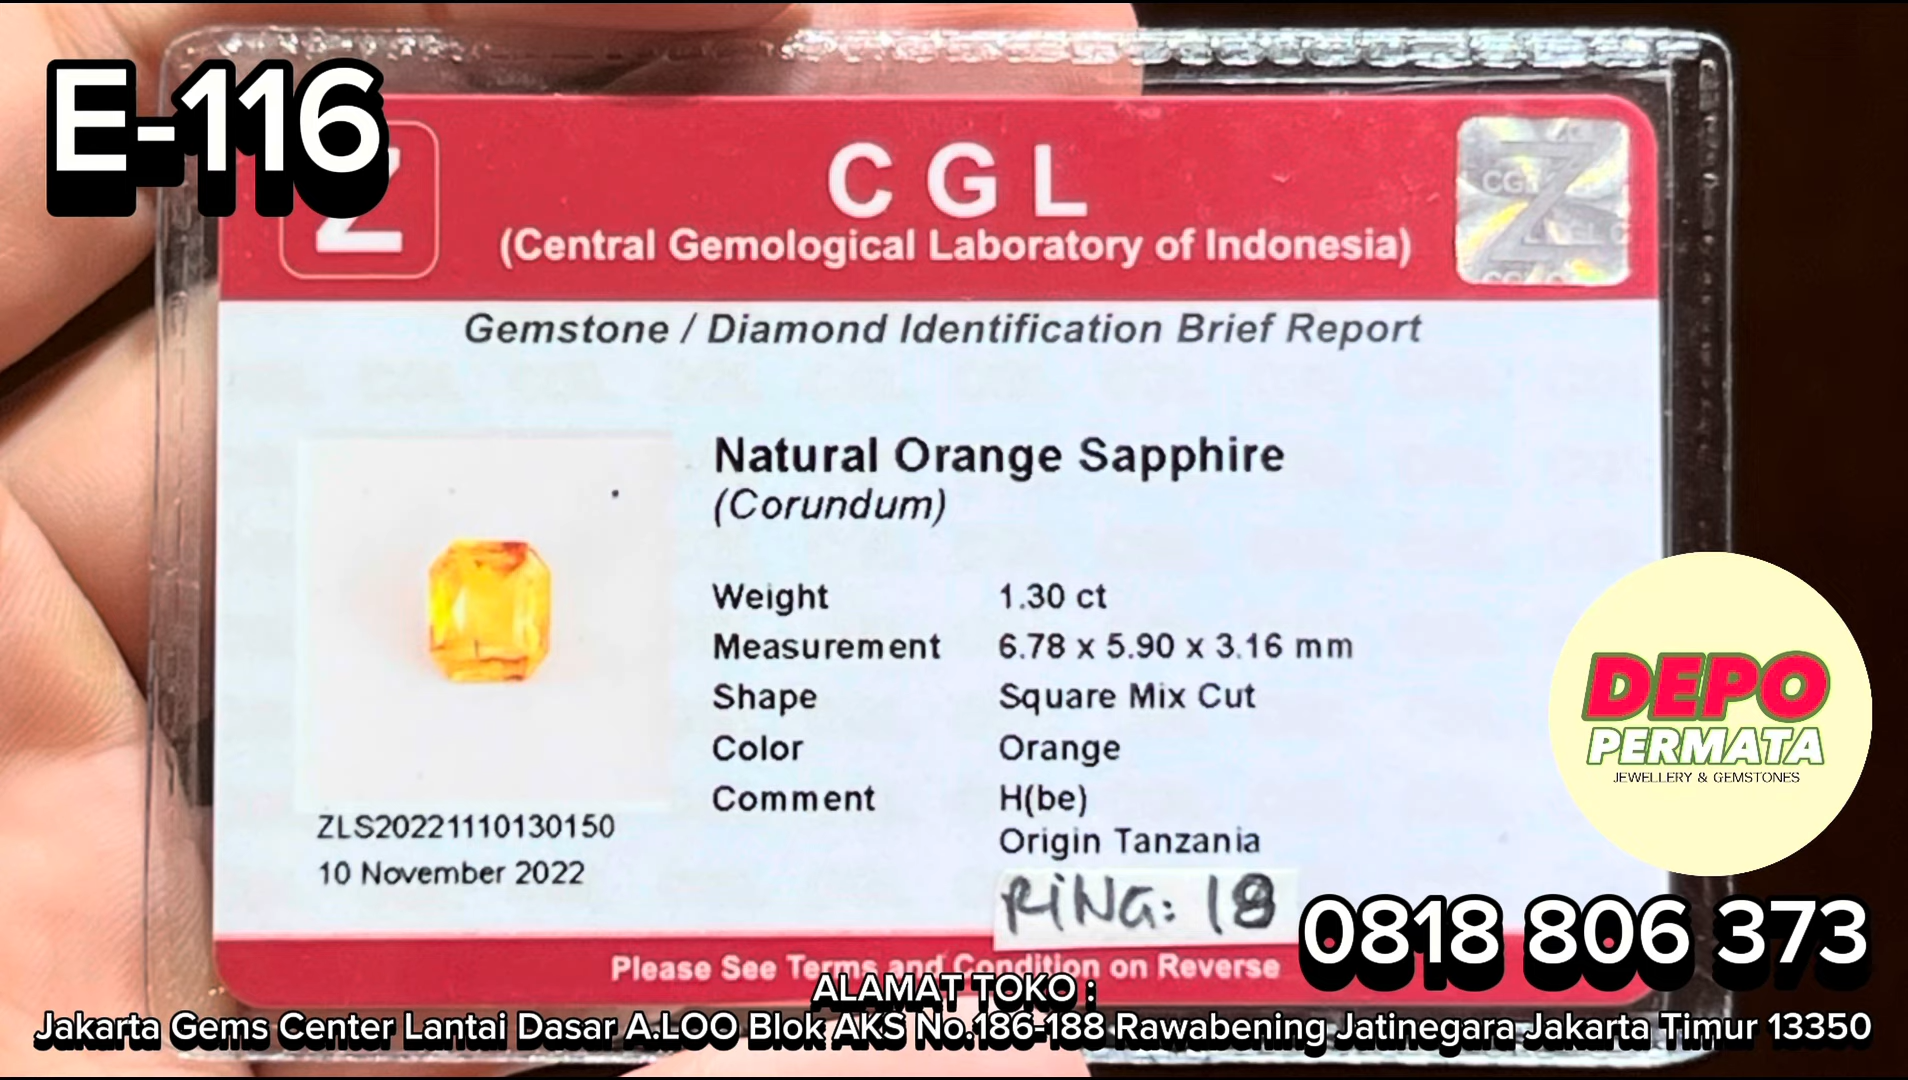 E-116
Z
C G L
(Central Gemological Laboratory of Indonesia)
CGL
Gemstone / Diamond Identification Brief Report
Natural Orange Sapphire
(Corundum)
Weight 1.30 ct
Measurement 6.78 x 5.90 x 3.16 mm
Shape Square Mix Cut
Color Orange
Comment H(be)
Origin Tanzania
ZLS20221110130150
10 November 2022
RiNG: 18
DEPO
PERMATA
JEWELLERY & GEMSTONES
0818 806 373
Please See Terms and Condition on Reverse
ALAMAT TOKO :
Jakarta Gems Center Lantai Dasar A.LOO Blok AKS No.186-188 Rawabening Jatinegara Jakarta Timur 13350